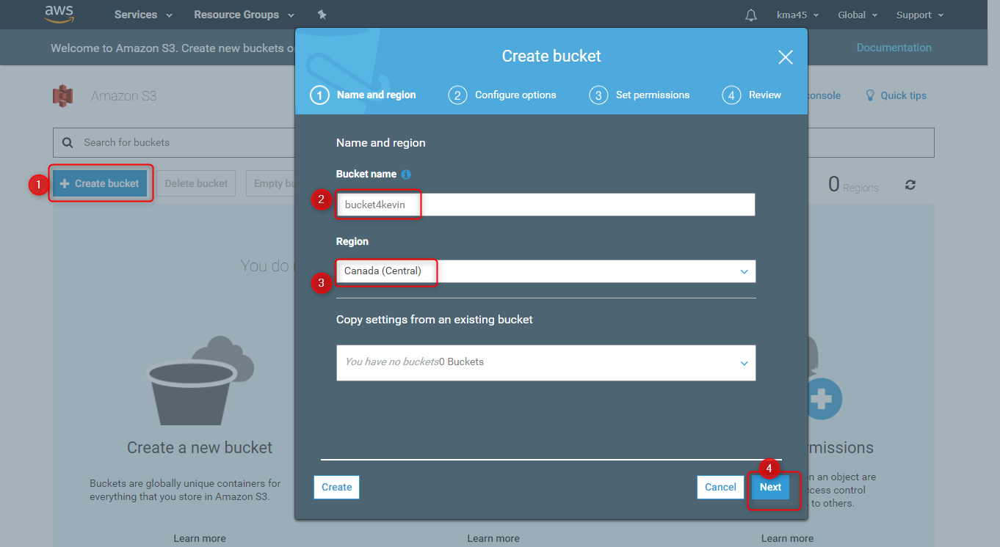 aws
Services
Resource Groups
kma45
Global
Support
Welcome to Amazon S3. Create new buckets o
Documentation
Amazon S3
console
Quick tips
Search for buckets
1
Create bucket
Delete bucket
Empty bu
0 Regions
You do
Create a new bucket
Buckets are globally unique containers for
everything that you store in Amazon S3.
Learn more
Learn more
missions
n an object are
ccess control
to others.
Learn more
Create bucket
1 Name and region
2 Configure options
3 Set permissions
4 Review
Name and region
Bucket name
2
bucket4kevin
Region
3
Canada (Central)
Copy settings from an existing bucket
You have no buckets0 Buckets
Create
Cancel
4
Next